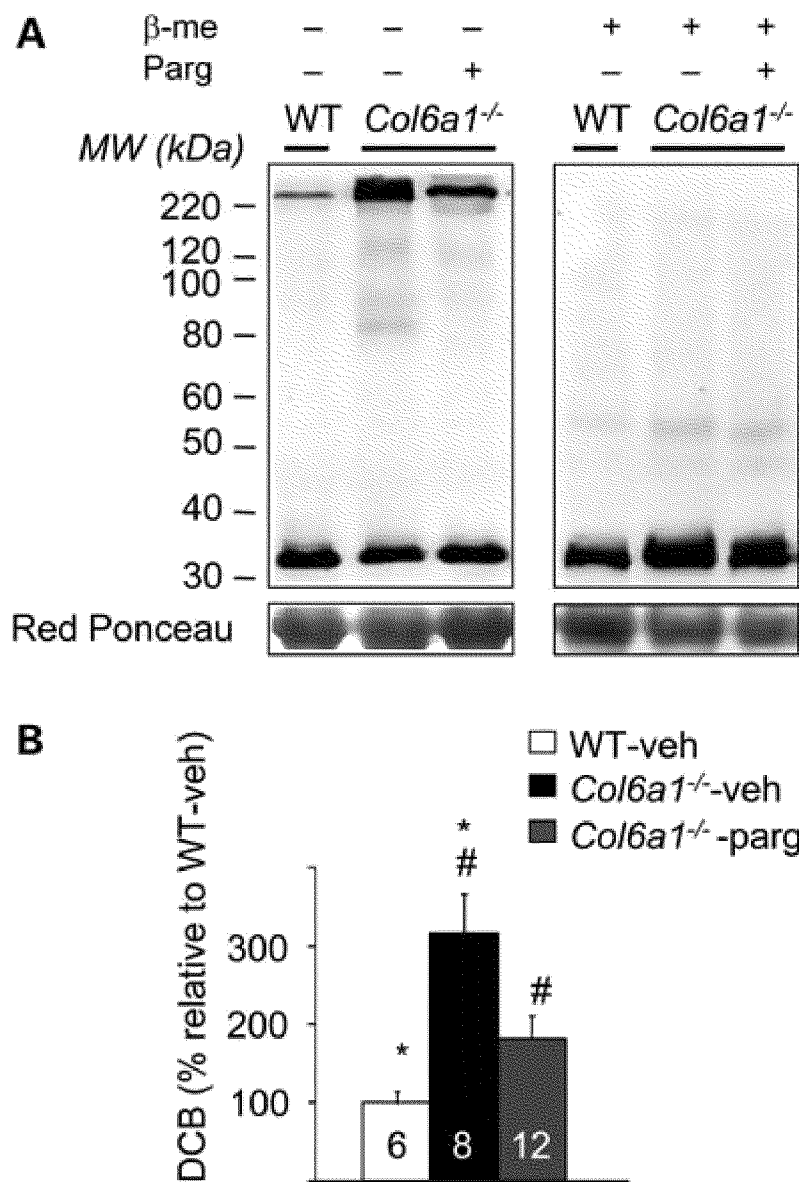 A
β-me – – – + + +
Parg – – + – – +
WT Col6a1-/- WT Col6a1-/-
MW (kDa)
220
120
100
80
60
50
40
30
Red Ponceau
B
WT-veh
Col6a1-/--veh
Col6a1-/- -parg
DCB (% relative to WT-veh)
300
200
100
*
*
#
#
6 8 12